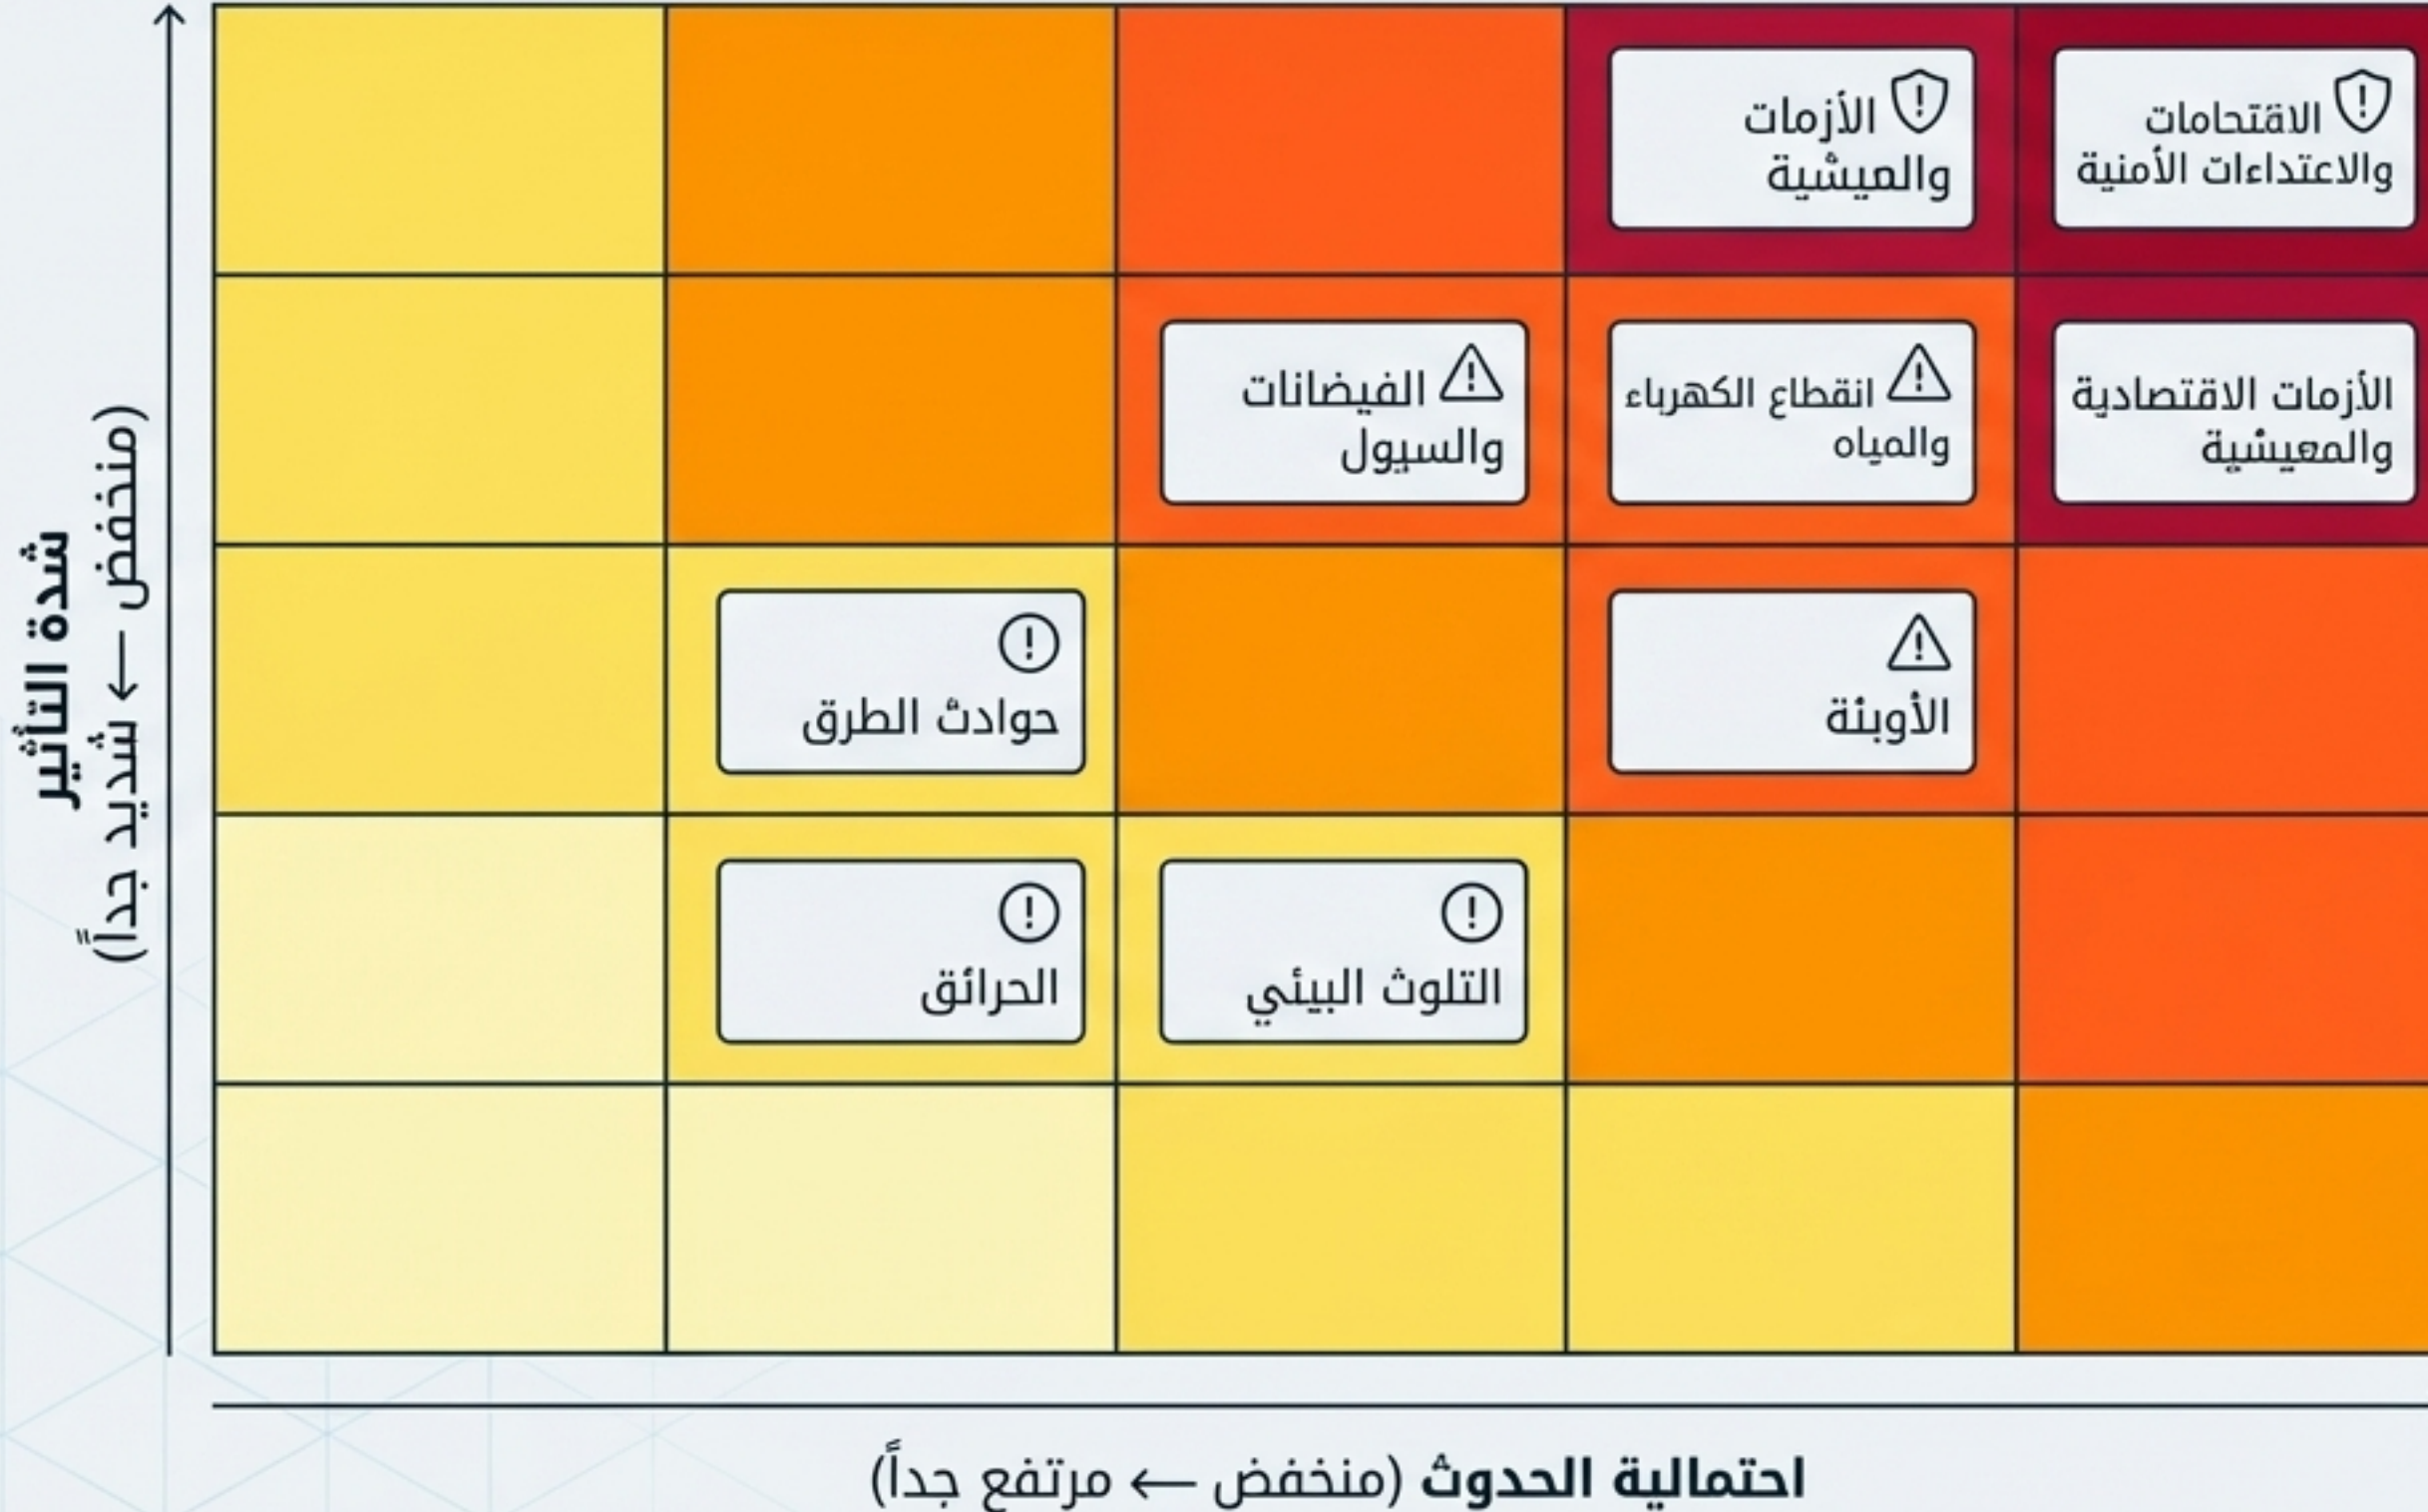 الاقتحامات
والاعتداءات الأمنية
الأزمات
والميشية
الأزمات الاقتصادية
والمعيشية
انقطاع الكهرباء
والمياه
الفيضانات
والسيول
الأوبئة
حوادث الطرق
التلوث البيئي
الحرائق
شدة التأثير
(منخفض ← شديد جداً)
احتمالية الحدوث (منخفض ← مرتفع جداً)